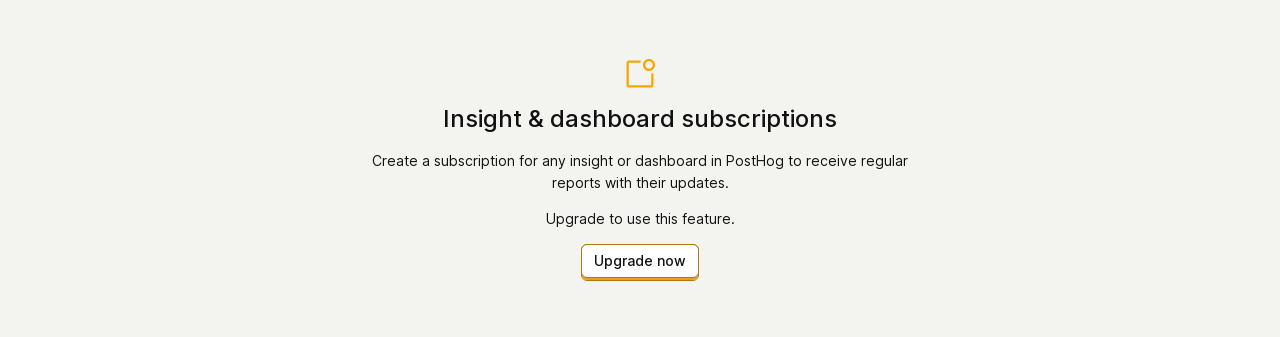 Insight & dashboard subscriptions
Create a subscription for any insight or dashboard in PostHog to receive regular
reports with their updates.
Upgrade to use this feature.
Upgrade now